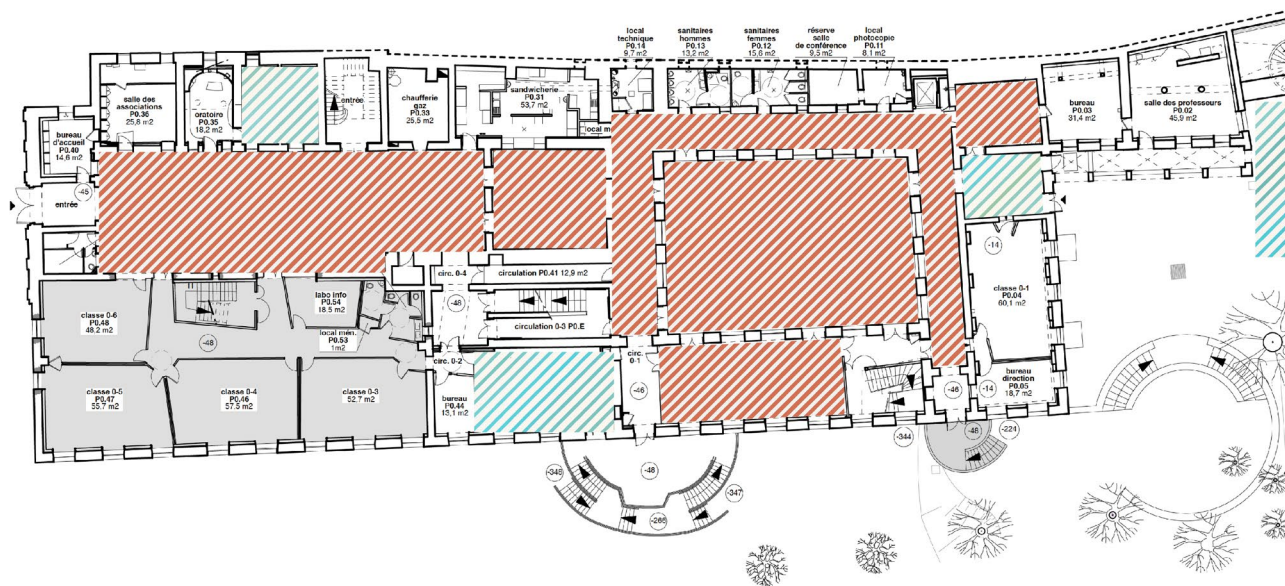 local
technique
P0.14
9,7 m2
sanitaires
hommes
P0.13
13,2 m2
sanitaires
femmes
P0.12
15,6 m2
réserve
salle
de conférence
9,5 m2
local
photocopie
P0.11
8,1 m2
salle des
associations
P0.36
25,8 m2
oratoire
P0.35
18,2 m2
entrée
chaufferie
gaz
P0.33
25,5 m2
sandwicherie
P0.31
53,7 m2
bureau
P0.03
31,4 m2
salle des professeurs
P0.02
45,9 m2
bureau
d'accueil
P0.40
14,6 m2
local mé
-45
entrée
-14
circ. 0-4
circulation P0.41 12,9 m2
classe 0-1
P0.04
60,1 m2
classe 0-6
P0.48
48,2 m2
labo info
P0.54
18.5 m2
-48
circulation 0-3 P0.E
local mén.
P0.53
1m2
-48
circ. 0-2
circ.
0-1
classe 0-5
P0.47
55.7 m2
classe 0-4
P0.46
57.5 m2
classe 0-3
52.7 m2
bureau
P0.44
13,1 m2
-46
-46
-14
bureau
direction
P0.05
18,7 m2
-344
-48
-224
-346
-48
-347
-266